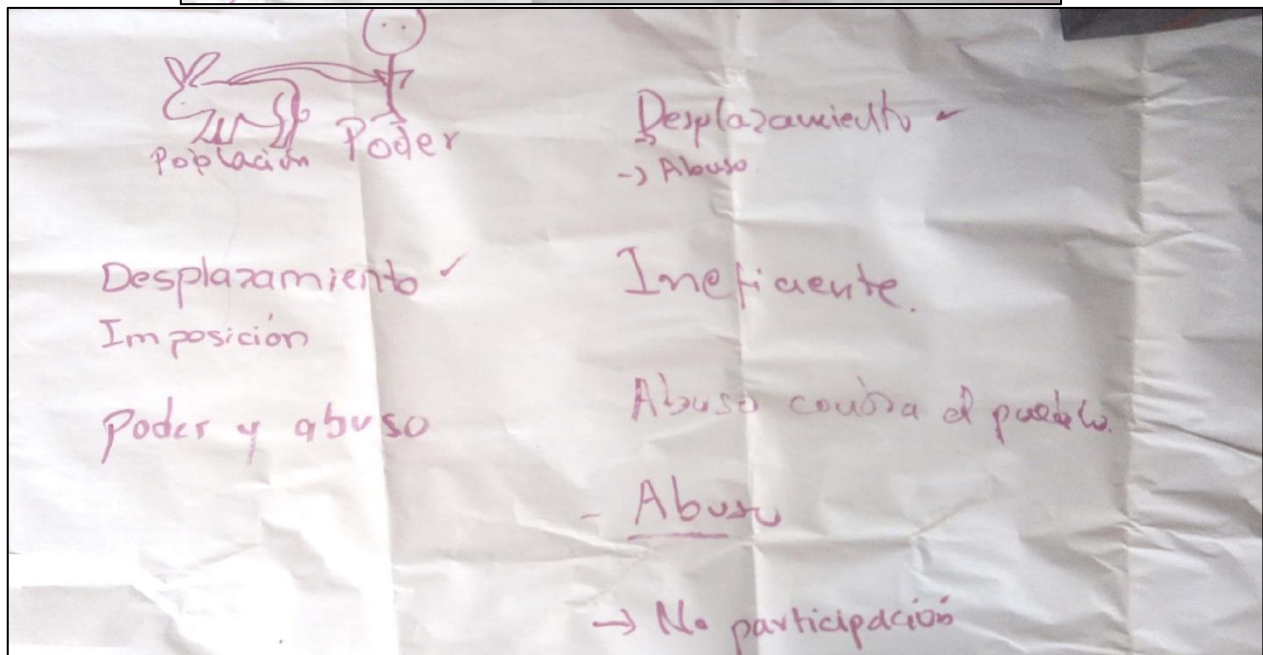 Población Poder
Desplazamiento ✓
Imposición
Poder y abuso
Desplazamiento ✓
→ Abuso
Ineficiente.
Abuso contra el pueblo.
- Abuso
→ No participación